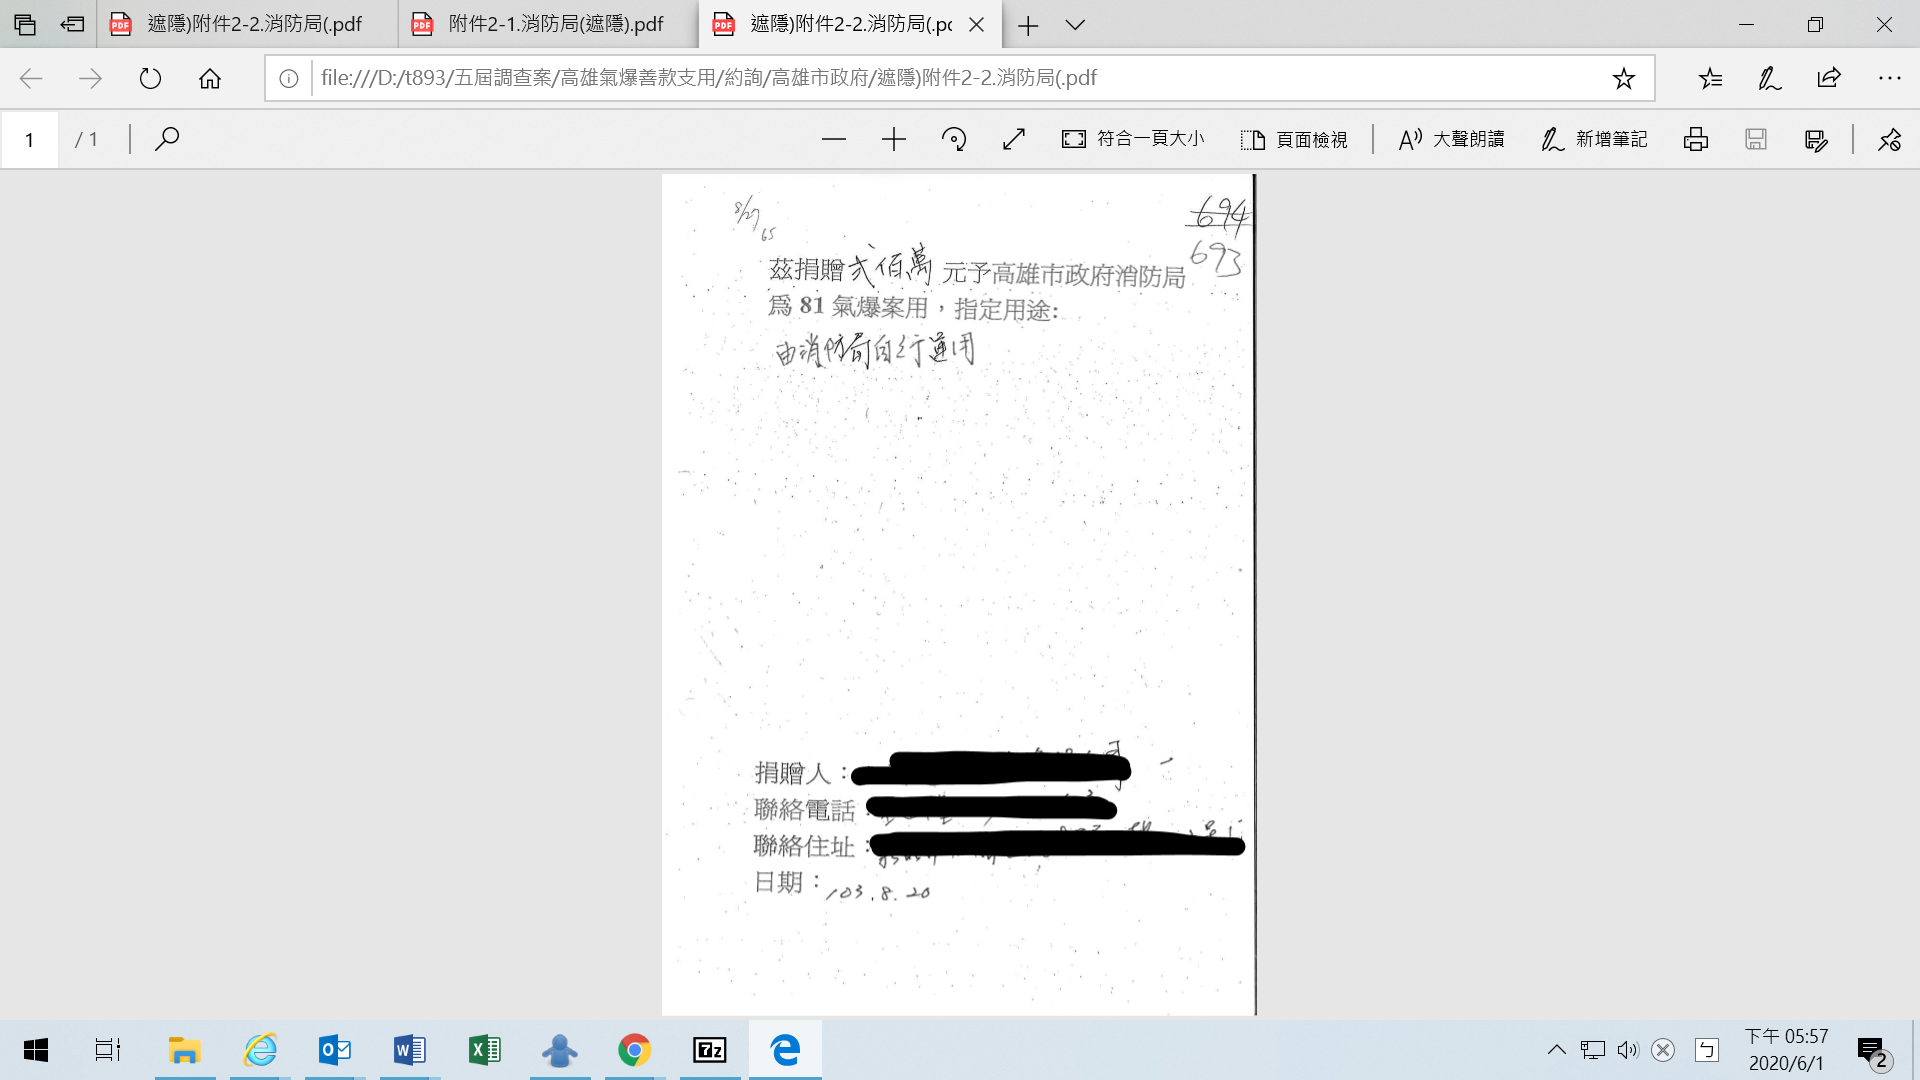 遮隱)附件2-2.消防局(.pdf
附件2-1.消防局(遮隱).pdf
遮隱)附件2-2.消防局(.pd
file:///D:/t893/五屆調查案/高雄氣爆善款支用/約詢/高雄市政府/遮隱)附件2-2.消防局(.pdf
1 / 1
符合一頁大小
頁面檢視
大聲朗讀
新增筆記
8/27
65
694
693
茲捐贈弍佰萬元予高雄市政府消防局
為 81 氣爆案用，指定用途:
由消防局自行運用
捐贈人：
聯絡電話：
聯絡住址：
日期：103.8.20
下午 05:57
2020/6/1
2